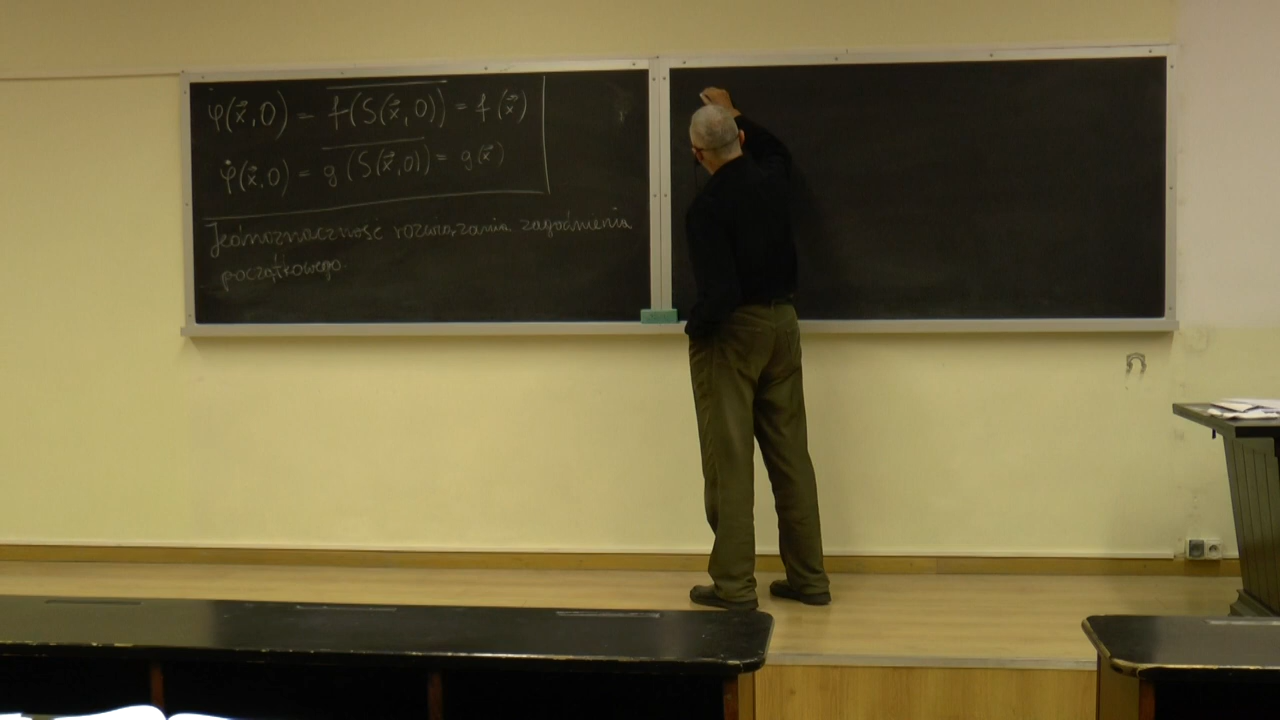 φ(x⃗,0) = f(S(x⃗,0)) = f(x⃗)
φ̇(x⃗,0) = g(S(x⃗,0)) = g(x⃗)
Jednoznaczność rozwiązania zagadnienia
początkowego.